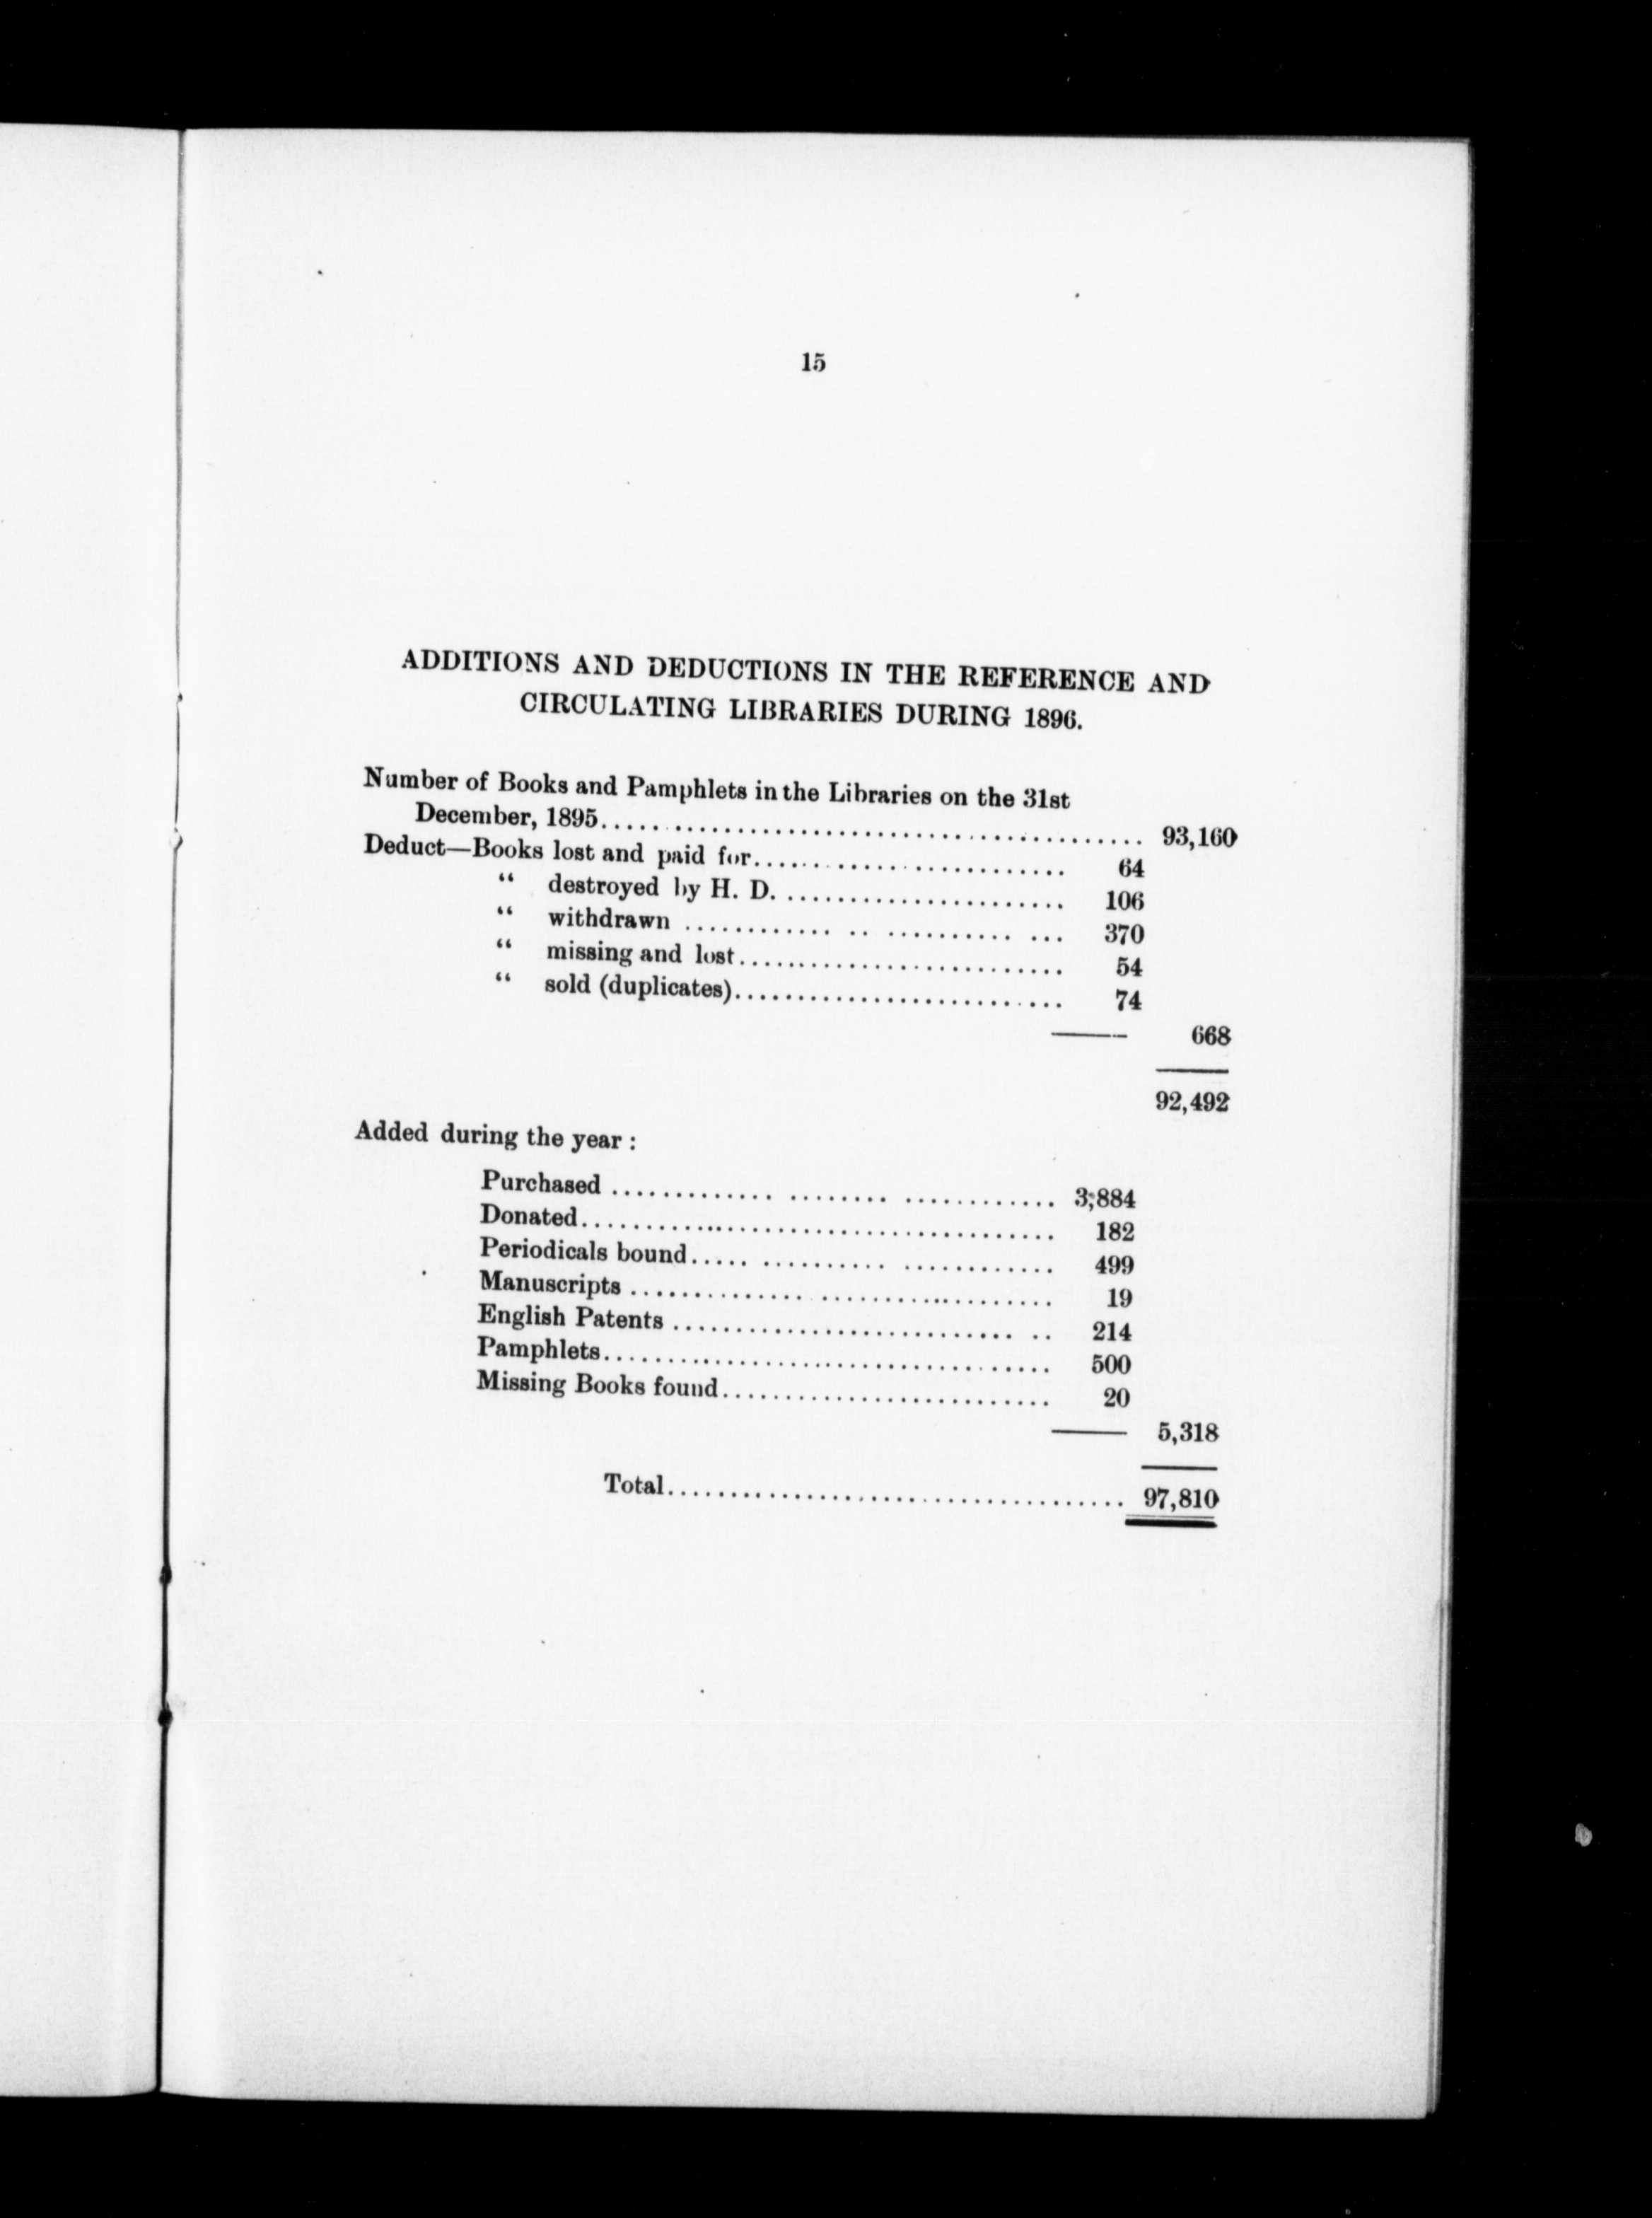 15
ADDITIONS AND DEDUCTIONS IN THE REFERENCE AND
CIRCULATING LIBRARIES DURING 1896.
Number of Books and Pamphlets in the Libraries on the 31st
December, 1895........................................... 93,160
Deduct—Books lost and paid for......................... 64
“ destroyed by H. D. ....................... 106
“ withdrawn ............ .. .......... ... 370
“ missing and lost.......................... 54
“ sold (duplicates).......................... 74
668
92,492
Added during the year :
Purchased ............. ........ ............ 3,884
Donated...................................... 182
Periodicals bound..... .......... ............ 499
Manuscripts .............. ................... 19
English Patents ........................... .. 214
Pamphlets.................................... 500
Missing Books found.......................... 20
5,318
Total..................................... 97,810